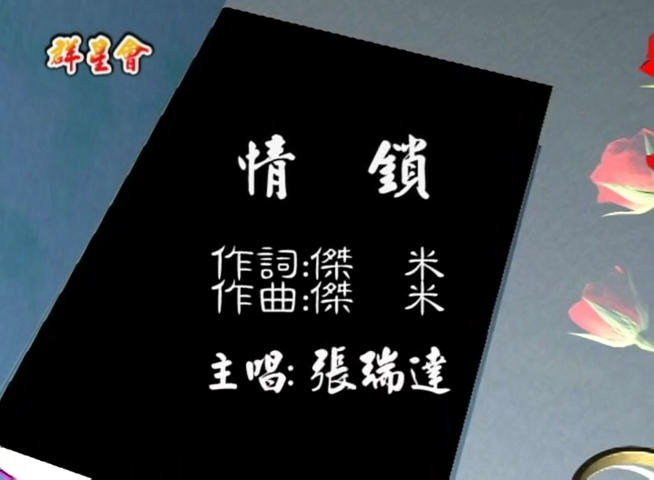 群星會
情 鎖
作詞:傑 米
作曲:傑 米
主唱:張瑞達